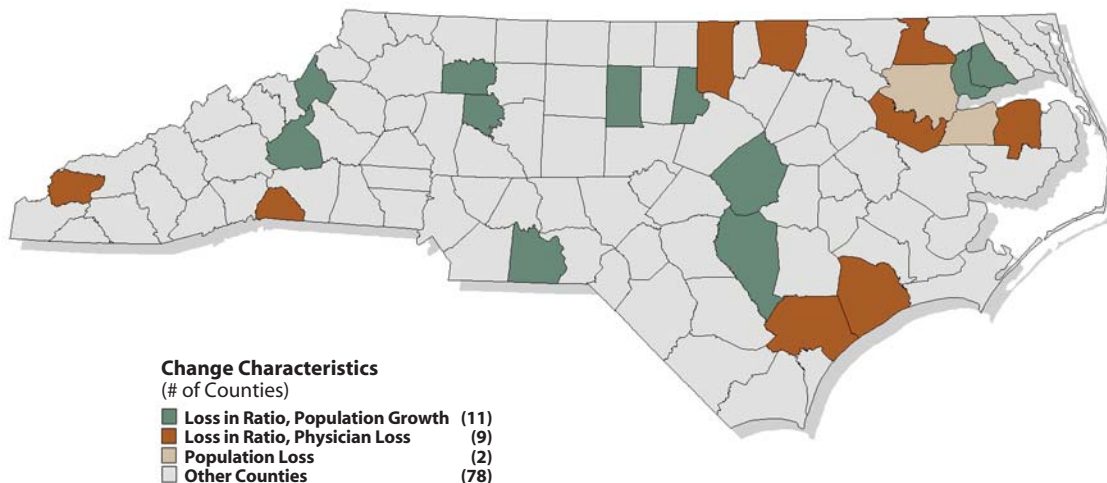 Change Characteristics
(# of Counties)
Loss in Ratio, Population Growth (11)
Loss in Ratio, Physician Loss (9)
Population Loss (2)
Other Counties (78)